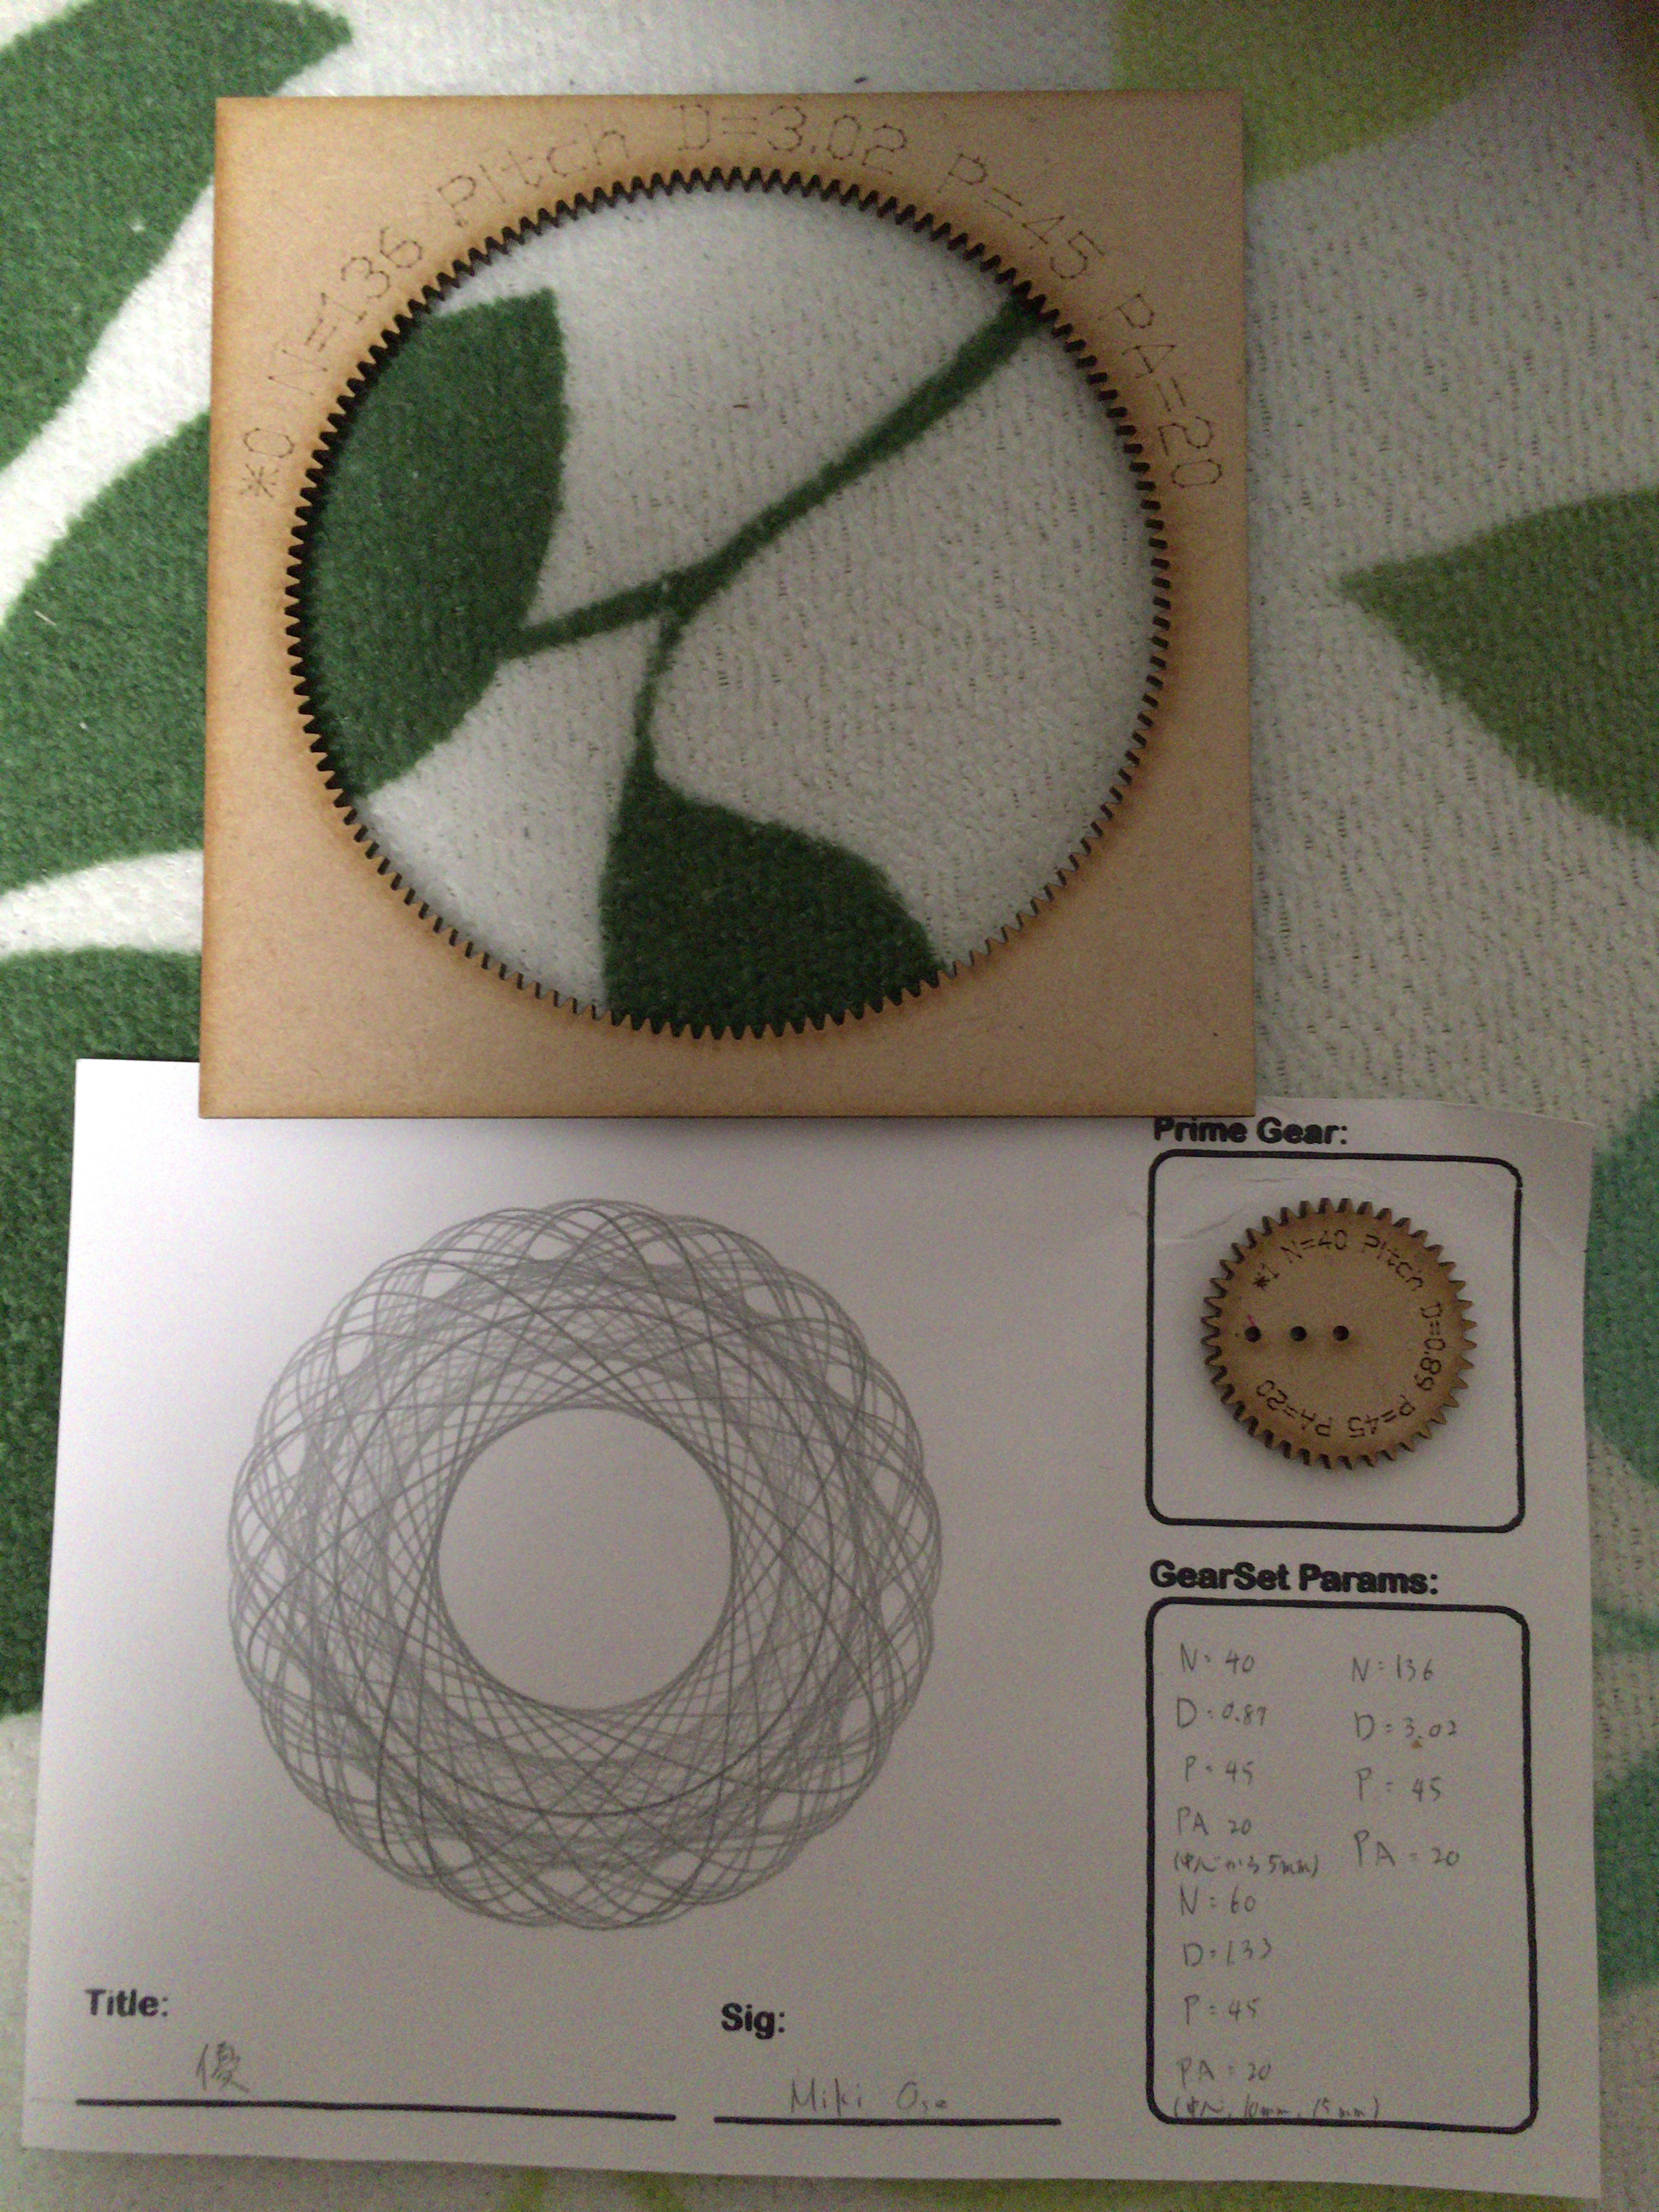 *0 N=136 Pitch D=3.02 P=45 PA=20
Prime Gear:
*1 N=40 Pitch D=0.89 P=45 PA=20
GearSet Params:
N=40
D=0.89
P=45
PA 20
(中心から5mm)
N=60
D=1.33
P=45
PA=20
(中心, 10mm, 15mm)
N=136
D=3.02
P=45
PA=20
Title:
優
Sig:
Miki